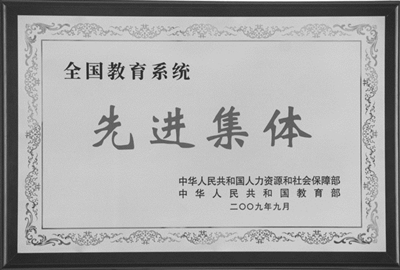 全国教育系统
先进集体
中华人民共和国人力资源和社会保障部
中华人民共和国教育部
二〇〇九年九月